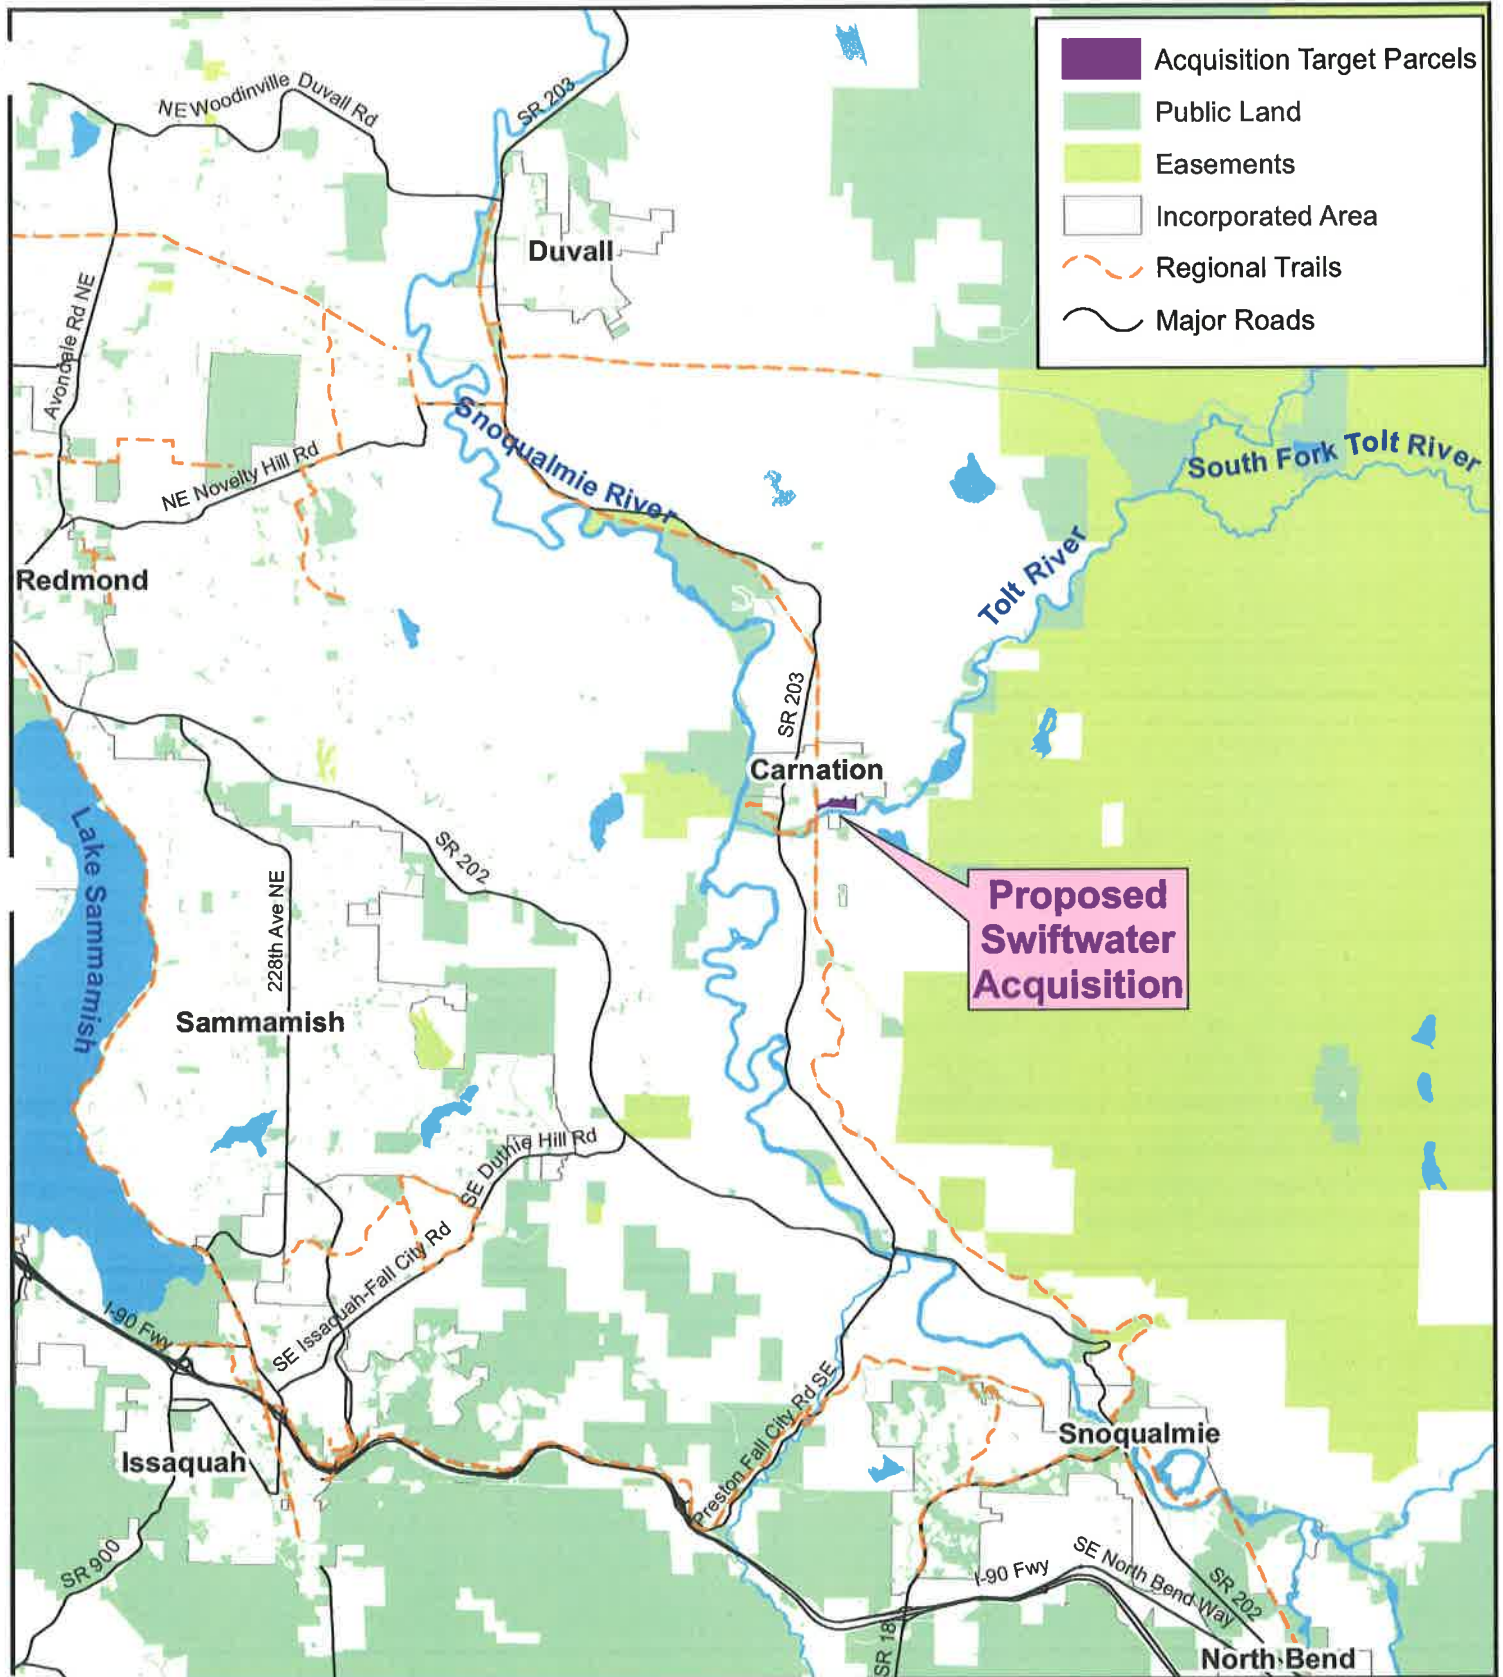 Acquisition Target Parcels
Public Land
Easements
Incorporated Area
Regional Trails
Major Roads
NE Woodinville Duvall Rd
SR 203
Duvall
Avondale Rd NE
Snoqualmie River
South Fork Tolt River
NE Novelty Hill Rd
Tolt River
Redmond
SR 203
Carnation
Lake Sammamish
SR 202
228th Ave NE
Proposed
Swiftwater
Acquisition
Sammamish
SE Duthie Hill Rd
SE Issaquah-Fall City Rd
I-90 Fwy
Preston Fall City Rd SE
Snoqualmie
Issaquah
SR 900
I-90 Fwy
SE North Bend Way
SR 202
SR 18
North Bend